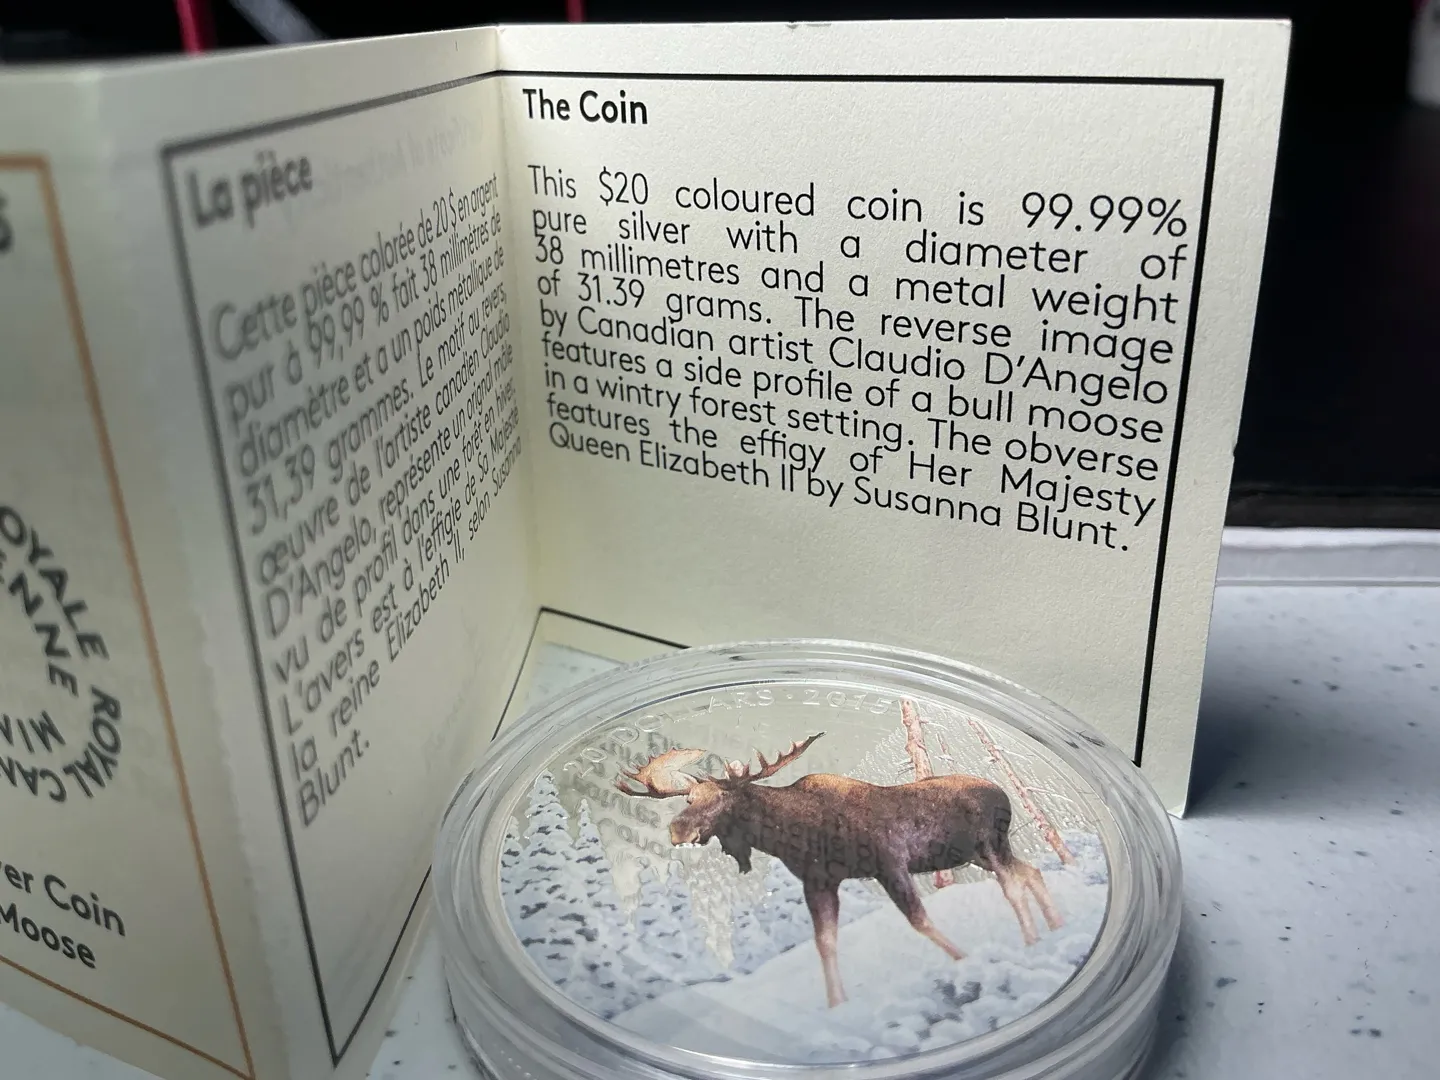 La pièce
Cette pièce colorée de 20 $ en argent
pur à 99,99 % fait 38 millimètres de
diamètre et a un poids métallique de
31,39 grammes. Le motif au revers,
œuvre de l'artiste canadien Claudio
D'Angelo, représente un orignal mâle
vu de profil dans une forêt en hiver.
L'avers est à l'effigie de Sa Majesté
la reine Elizabeth II, selon Susanna
Blunt.
The Coin
This $20 coloured coin is 99.99%
pure silver with a diameter of
38 millimetres and a metal weight
of 31.39 grams. The reverse image
by Canadian artist Claudio D'Angelo
features a side profile of a bull moose
in a wintry forest setting. The obverse
features the effigy of Her Majesty
Queen Elizabeth II by Susanna Blunt.
ROYAL
Coin
Moose
20 DOLLARS · 2015